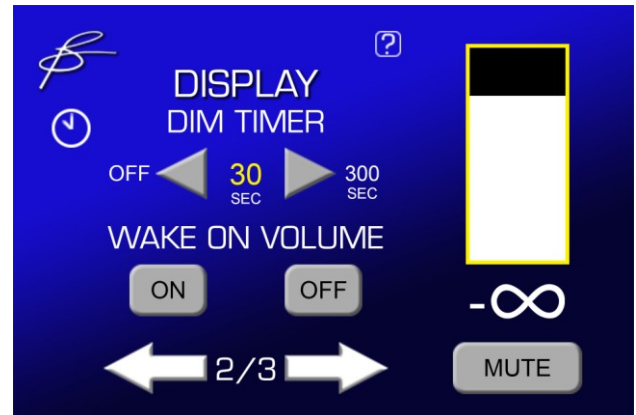 ?
DISPLAY
DIM TIMER
OFF 30 SEC 300 SEC
WAKE ON VOLUME
ON OFF
2/3
-∞
MUTE